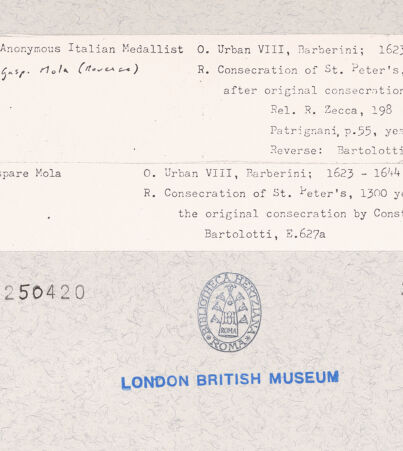 Anonymous Italian Medallist O. Urban VIII, Barberini; 1623
Gasp. Mola (Reverse) R. Consecration of St. Peter's,
after original consecration
Rel. R. Zecca, 198
Patrignani, p.55,
Reverse: Bartolotti
spare Mola O. Urban VIII, Barberini; 1623 - 1644
R. Consecration of St. Peter's, 1300 ye
the original consecration by Const
Bartolotti, E.627a
250420
BIBLIOTHECA HERTZIANA
ROMA
ROMA
LONDON BRITISH MUSEUM